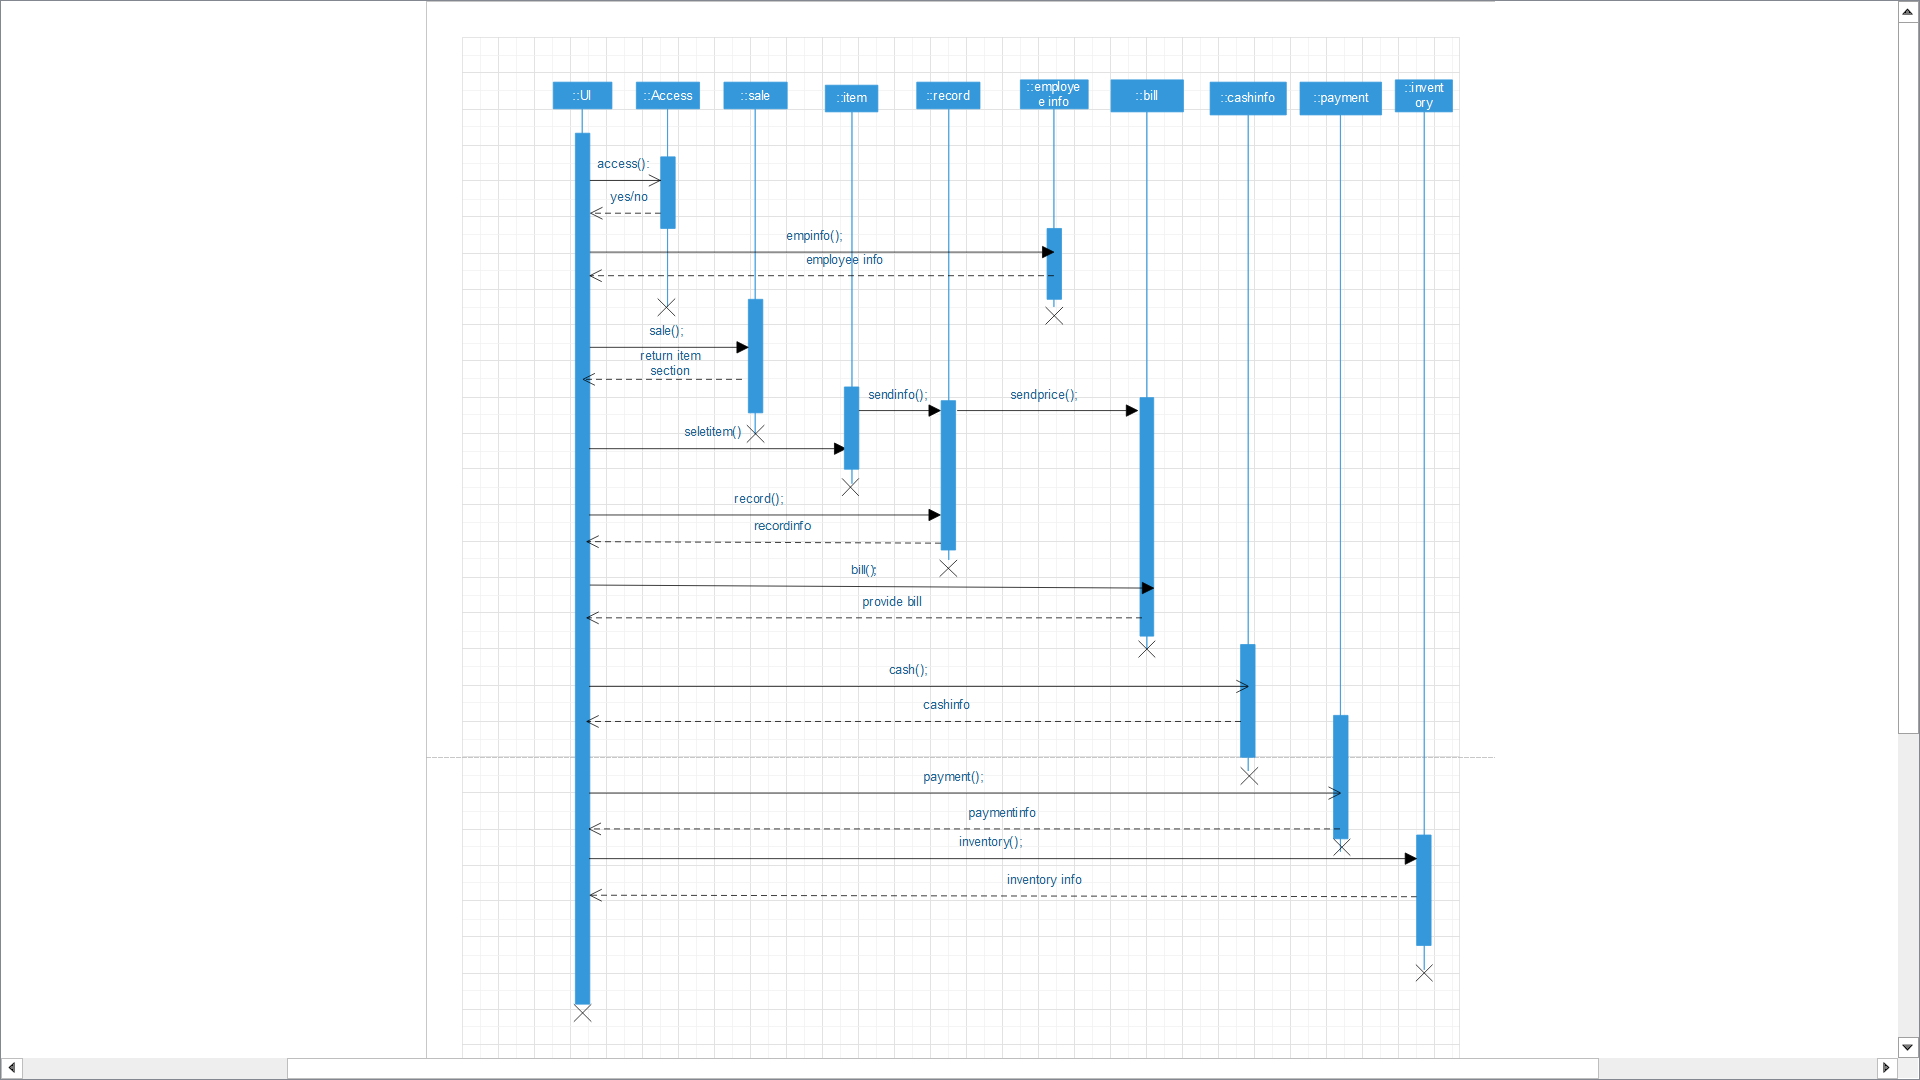 ::UI
::Access
::sale
::item
::record
::employe
e info
::bill
::cashinfo
::payment
::invent
ory
access():
yes/no
empinfo();
employee info
sale();
return item
section
sendinfo();
sendprice();
seletitem()
record();
recordinfo
bill();
provide bill
cash();
cashinfo
payment();
paymentinfo
inventory();
inventory info